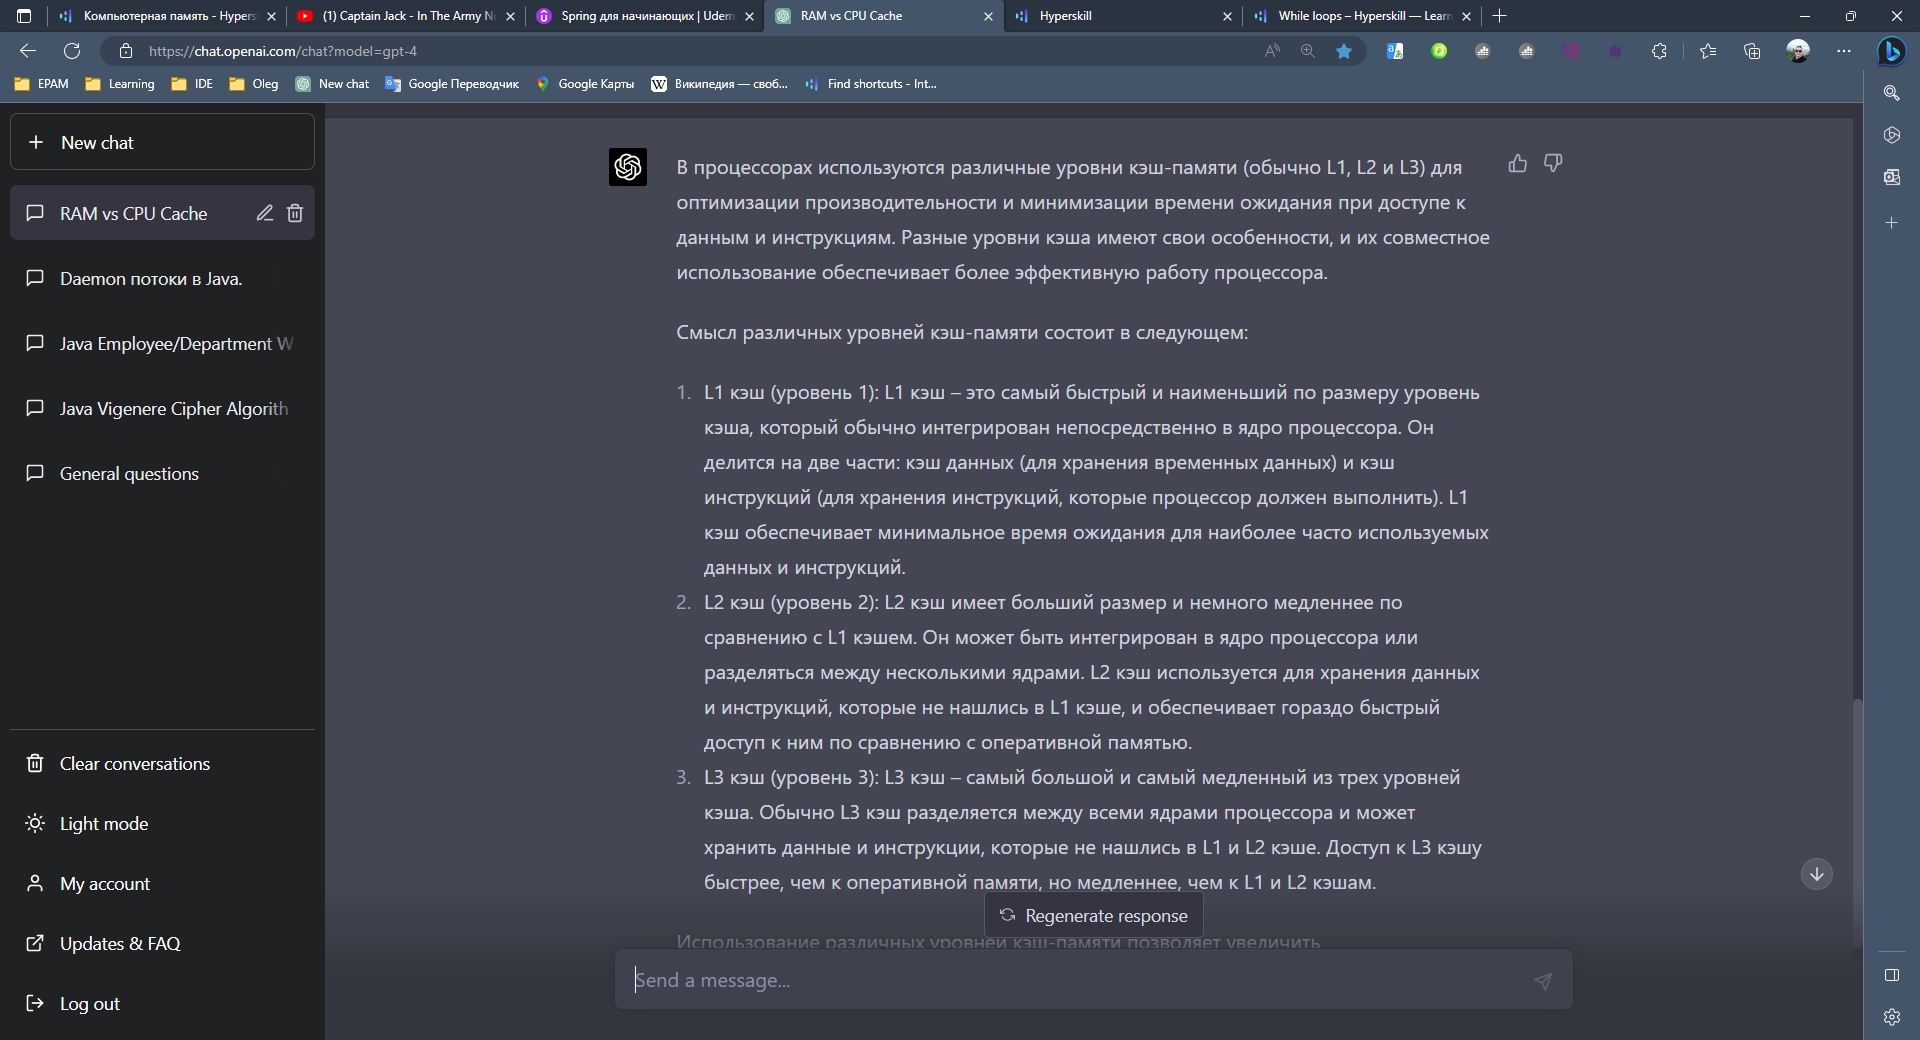 Компьютерная память - Hypers
(1) Captain Jack - In The Army No
Spring для начинающих | Udem
RAM vs CPU Cache
Hyperskill
While loops – Hyperskill — Learn
https://chat.openai.com/chat?model=gpt-4
EPAM
Learning
IDE
Oleg
New chat
Google Переводчик
Google Карты
Википедия — своб...
Find shortcuts - Int...
New chat
RAM vs CPU Cache
Daemon потоки в Java.
Java Employee/Department W
Java Vigenere Cipher Algorith
General questions
Clear conversations
Light mode
My account
Updates & FAQ
Log out
В процессорах используются различные уровни кэш-памяти (обычно L1, L2 и L3) для
оптимизации производительности и минимизации времени ожидания при доступе к
данным и инструкциям. Разные уровни кэша имеют свои особенности, и их совместное
использование обеспечивает более эффективную работу процессора.
Смысл различных уровней кэш-памяти состоит в следующем:
1. L1 кэш (уровень 1): L1 кэш – это самый быстрый и наименьший по размеру уровень
кэша, который обычно интегрирован непосредственно в ядро процессора. Он
делится на две части: кэш данных (для хранения временных данных) и кэш
инструкций (для хранения инструкций, которые процессор должен выполнить). L1
кэш обеспечивает минимальное время ожидания для наиболее часто используемых
данных и инструкций.
2. L2 кэш (уровень 2): L2 кэш имеет больший размер и немного медленнее по
сравнению с L1 кэшем. Он может быть интегрирован в ядро процессора или
разделяться между несколькими ядрами. L2 кэш используется для хранения данных
и инструкций, которые не нашлись в L1 кэше, и обеспечивает гораздо быстрый
доступ к ним по сравнению с оперативной памятью.
3. L3 кэш (уровень 3): L3 кэш – самый большой и самый медленный из трех уровней
кэша. Обычно L3 кэш разделяется между всеми ядрами процессора и может
хранить данные и инструкции, которые не нашлись в L1 и L2 кэше. Доступ к L3 кэшу
быстрее, чем к оперативной памяти, но медленнее, чем к L1 и L2 кэшам.
Regenerate response
Использование различных уровней кэш-памяти позволяет увеличить
Send a message...